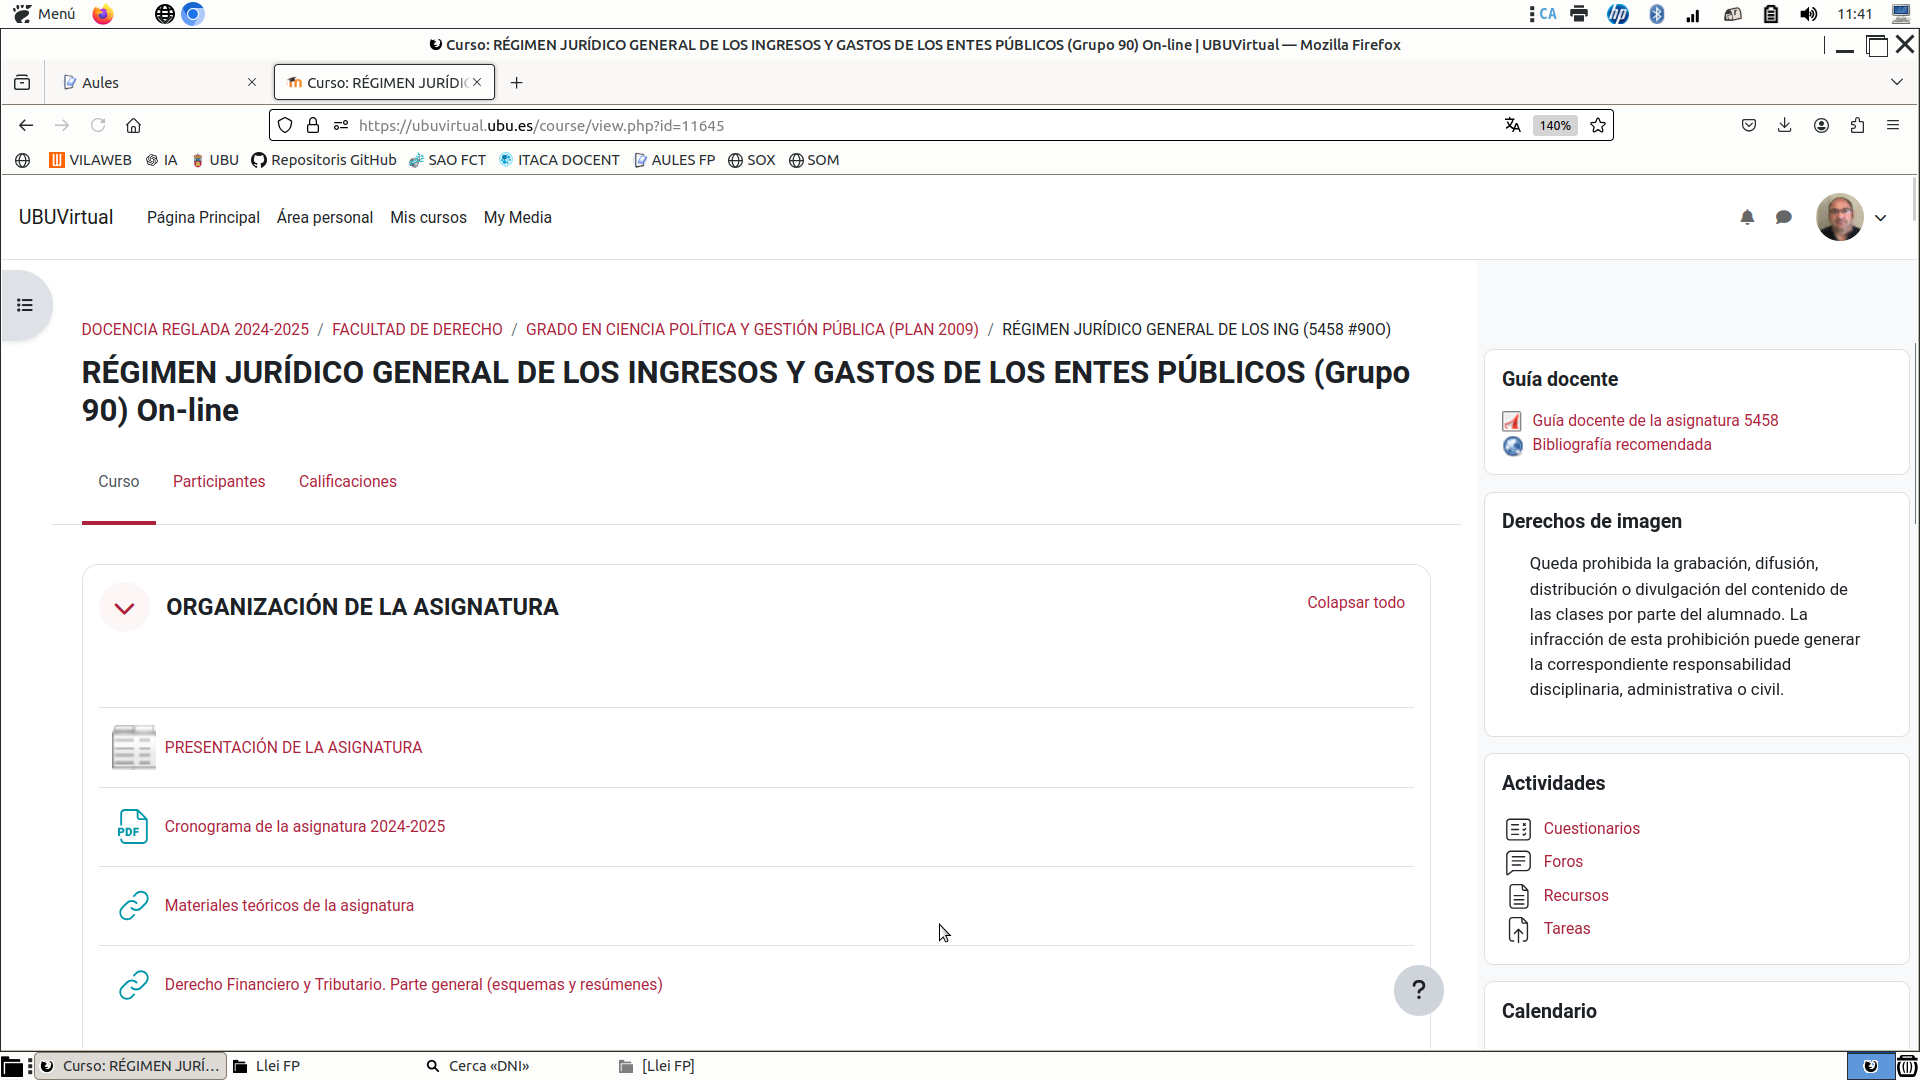 Menú
CA
11:41
Curso: RÉGIMEN JURÍDICO GENERAL DE LOS INGRESOS Y GASTOS DE LOS ENTES PÚBLICOS (Grupo 90) On-line | UBUVirtual — Mozilla Firefox
Aules
Curso: RÉGIMEN JURÍDIC
https://ubuvirtual.ubu.es/course/view.php?id=11645
140%
VILAWEB
IA
UBU
Repositoris GitHub
SAO FCT
ITACA DOCENT
AULES FP
SOX
SOM
UBUVirtual
Página Principal
Área personal
Mis cursos
My Media
DOCENCIA REGLADA 2024-2025 / FACULTAD DE DERECHO / GRADO EN CIENCIA POLÍTICA Y GESTIÓN PÚBLICA (PLAN 2009) / RÉGIMEN JURÍDICO GENERAL DE LOS ING (5458 #90O)
RÉGIMEN JURÍDICO GENERAL DE LOS INGRESOS Y GASTOS DE LOS ENTES PÚBLICOS (Grupo
90) On-line
Curso
Participantes
Calificaciones
ORGANIZACIÓN DE LA ASIGNATURA
Colapsar todo
PRESENTACIÓN DE LA ASIGNATURA
PDF
Cronograma de la asignatura 2024-2025
Materiales teóricos de la asignatura
Derecho Financiero y Tributario. Parte general (esquemas y resúmenes)
?
Guía docente
Guía docente de la asignatura 5458
Bibliografía recomendada
Derechos de imagen
Queda prohibida la grabación, difusión,
distribución o divulgación del contenido de
las clases por parte del alumnado. La
infracción de esta prohibición puede generar
la correspondiente responsabilidad
disciplinaria, administrativa o civil.
Actividades
Cuestionarios
Foros
Recursos
Tareas
Calendario
Curso: RÉGIMEN JURÍ...
Llei FP
Cerca «DNI»
[Llei FP]